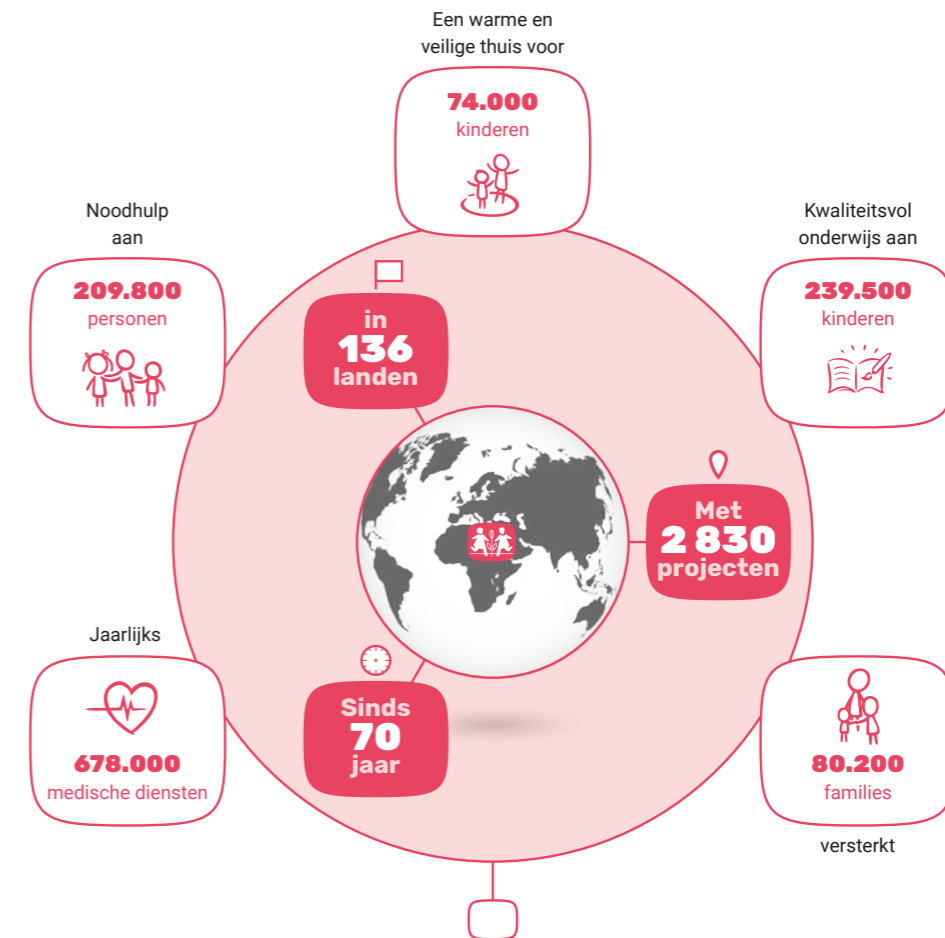 Een warme en
veilige thuis voor
74.000
kinderen
Noodhulp
aan
209.800
personen
Kwaliteitsvol
onderwijs aan
239.500
kinderen
in
136
landen
Met
2 830
projecten
Sinds
70
jaar
Jaarlijks
678.000
medische diensten
80.200
families
versterkt